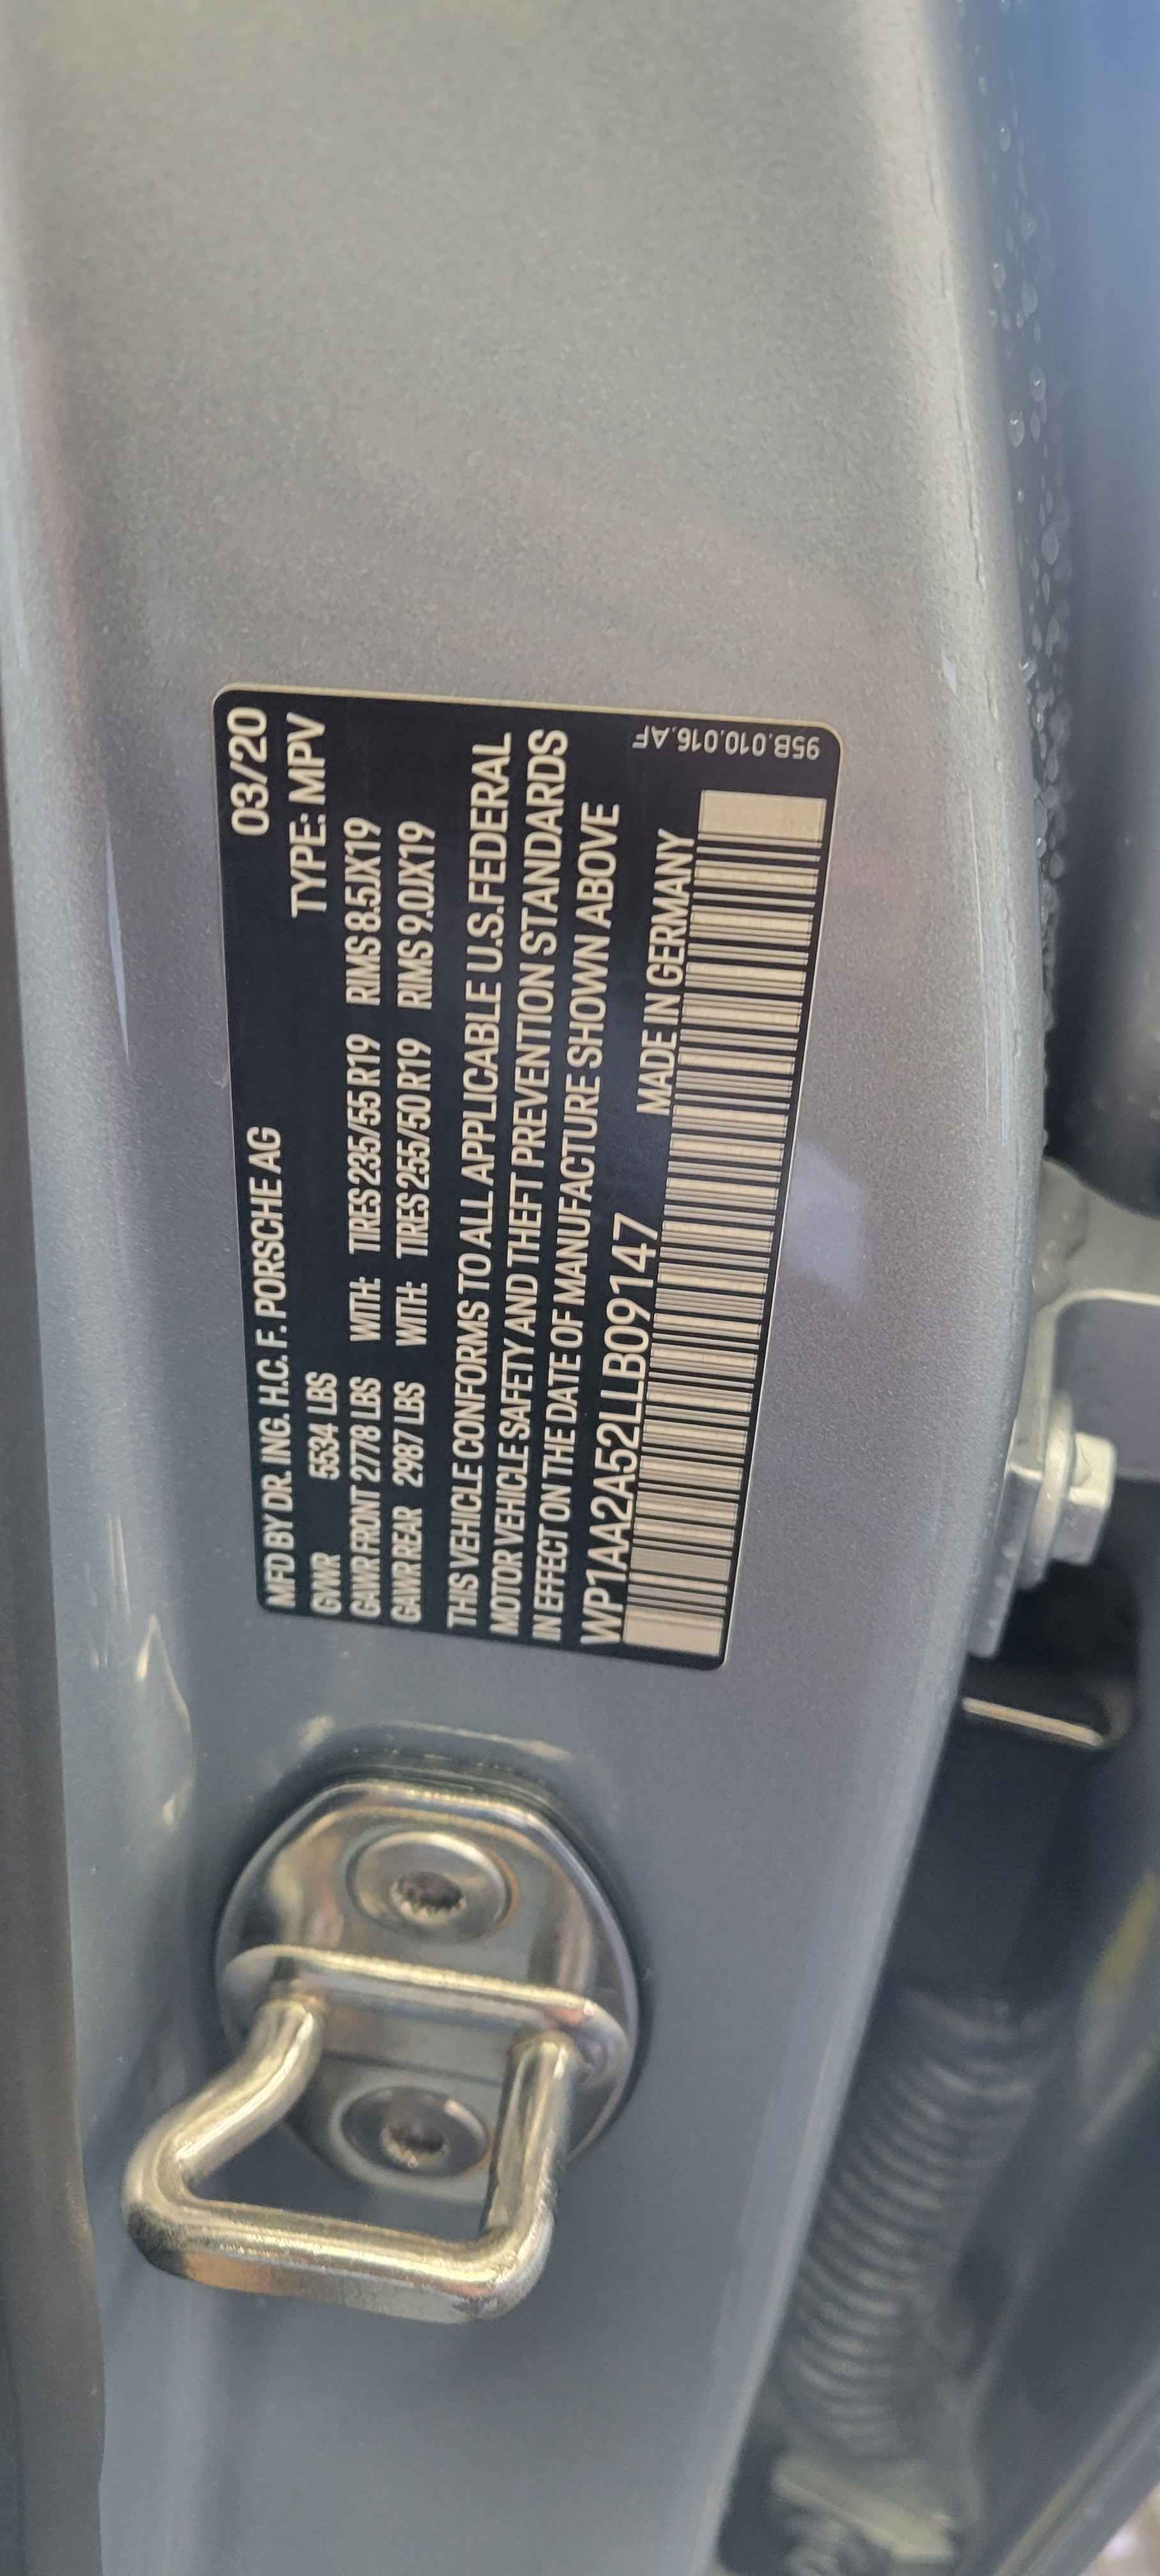 MFD BY DR. ING. H.C. F. PORSCHE AG 03/20
GVWR 5534 LBS TYPE: MPV
GAWR FRONT 2778 LBS WITH: TIRES 235/55 R19 RIMS 8.5JX19
GAWR REAR 2987 LBS WITH: TIRES 255/50 R19 RIMS 9.0JX19
THIS VEHICLE CONFORMS TO ALL APPLICABLE U.S. FEDERAL
MOTOR VEHICLE SAFETY AND THEFT PREVENTION STANDARDS
IN EFFECT ON THE DATE OF MANUFACTURE SHOWN ABOVE
WP1AA2A52LLB09147 MADE IN GERMANY
95B.010.016.AF